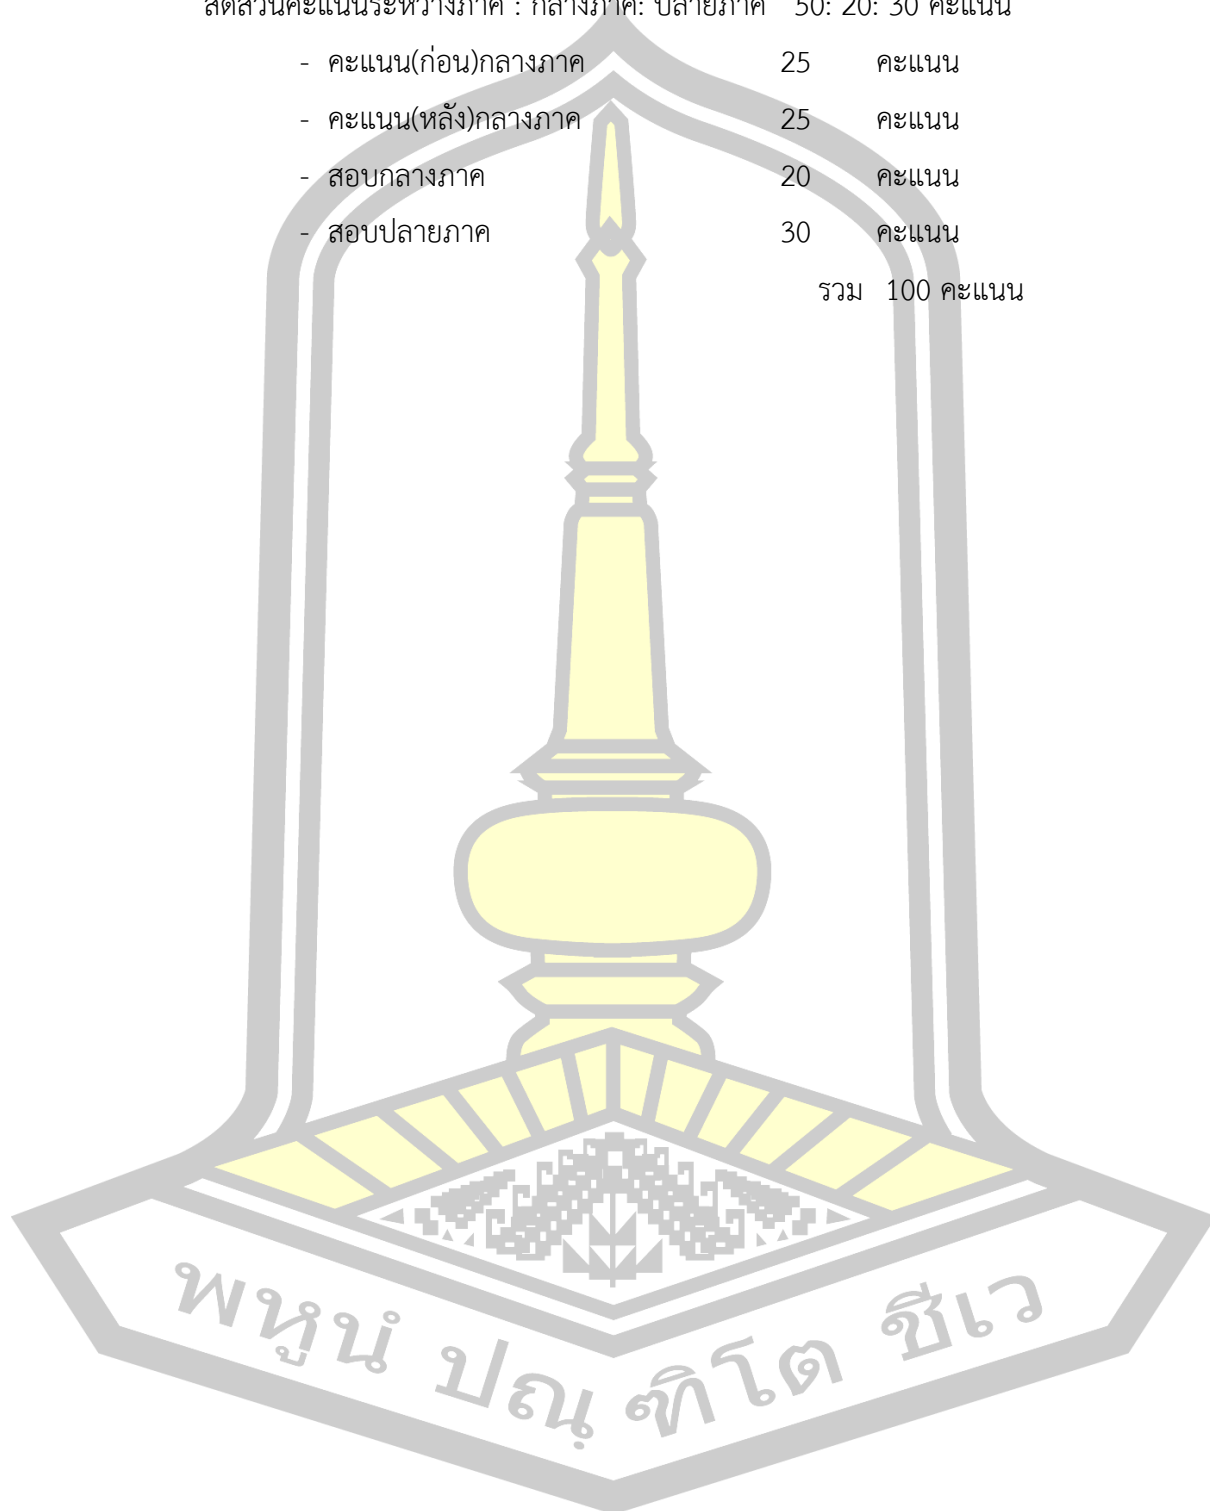 สัดส่วนคะแนนระหว่างภาค : กลางภาค: ปลายภาค 50: 20: 30 คะแนน
- คะแนน(ก่อน)กลางภาค 25 คะแนน
- คะแนน(หลัง)กลางภาค 25 คะแนน
- สอบกลางภาค 20 คะแนน
- สอบปลายภาค 30 คะแนน
รวม 100 คะแนน
พหูนํ ปณฺ ฑิโต ชีเว